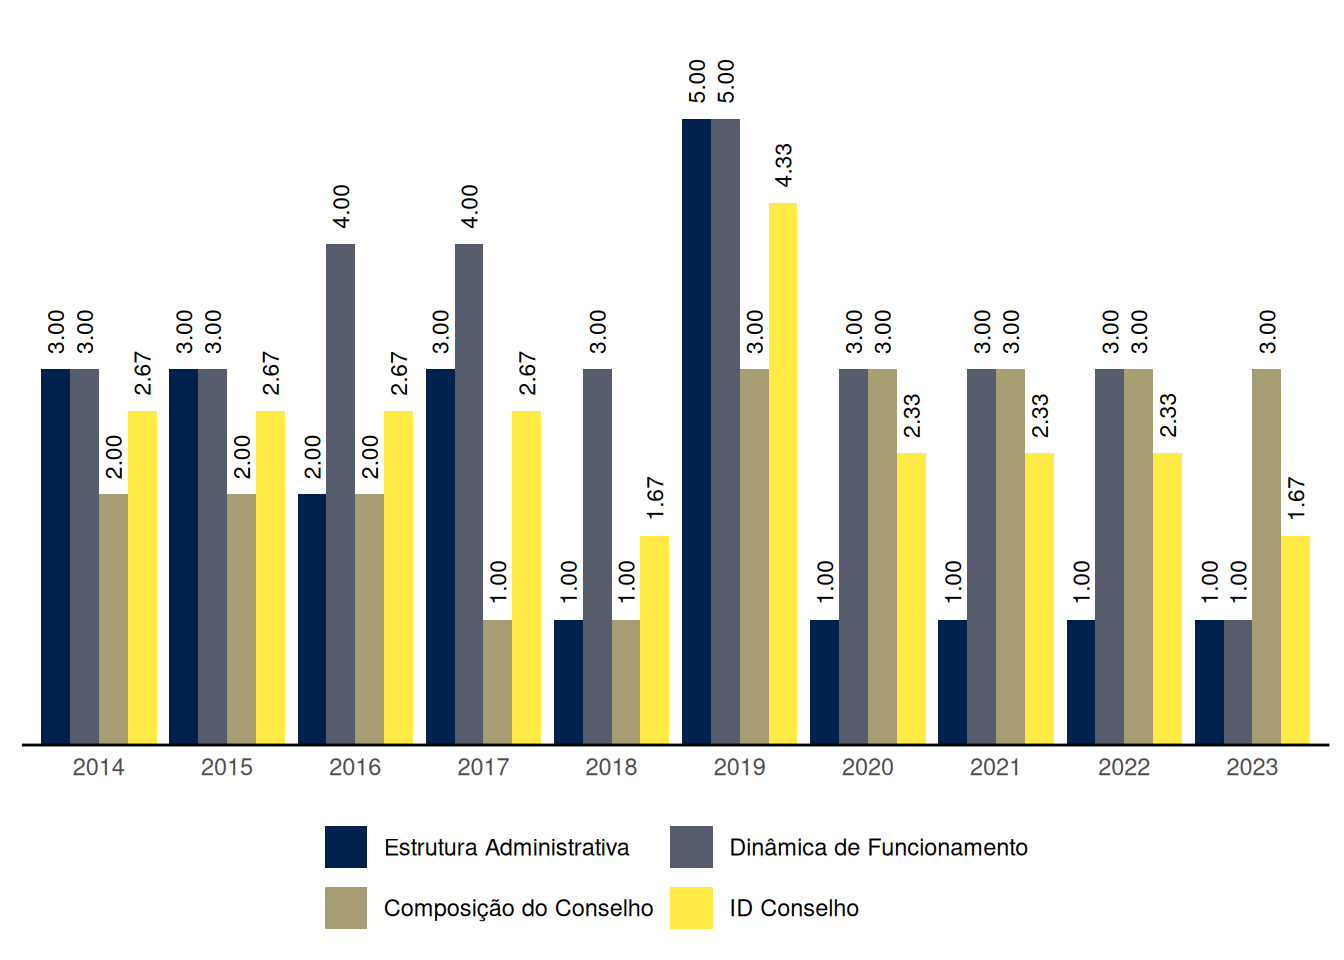 5.00 5.00
4.33
4.00 4.00
3.00 3.00 3.00 3.00 3.00 3.00 3.00 3.00 3.00 3.00 3.00 3.00 3.00 3.00
2.67 2.67 2.67 2.67
2.33 2.33 2.33
2.00 2.00 2.00 2.00
1.67 1.67
1.00 1.00 1.00 1.00 1.00 1.00 1.00 1.00
2014 2015 2016 2017 2018 2019 2020 2021 2022 2023
Estrutura Administrativa Dinâmica de Funcionamento
Composição do Conselho ID Conselho